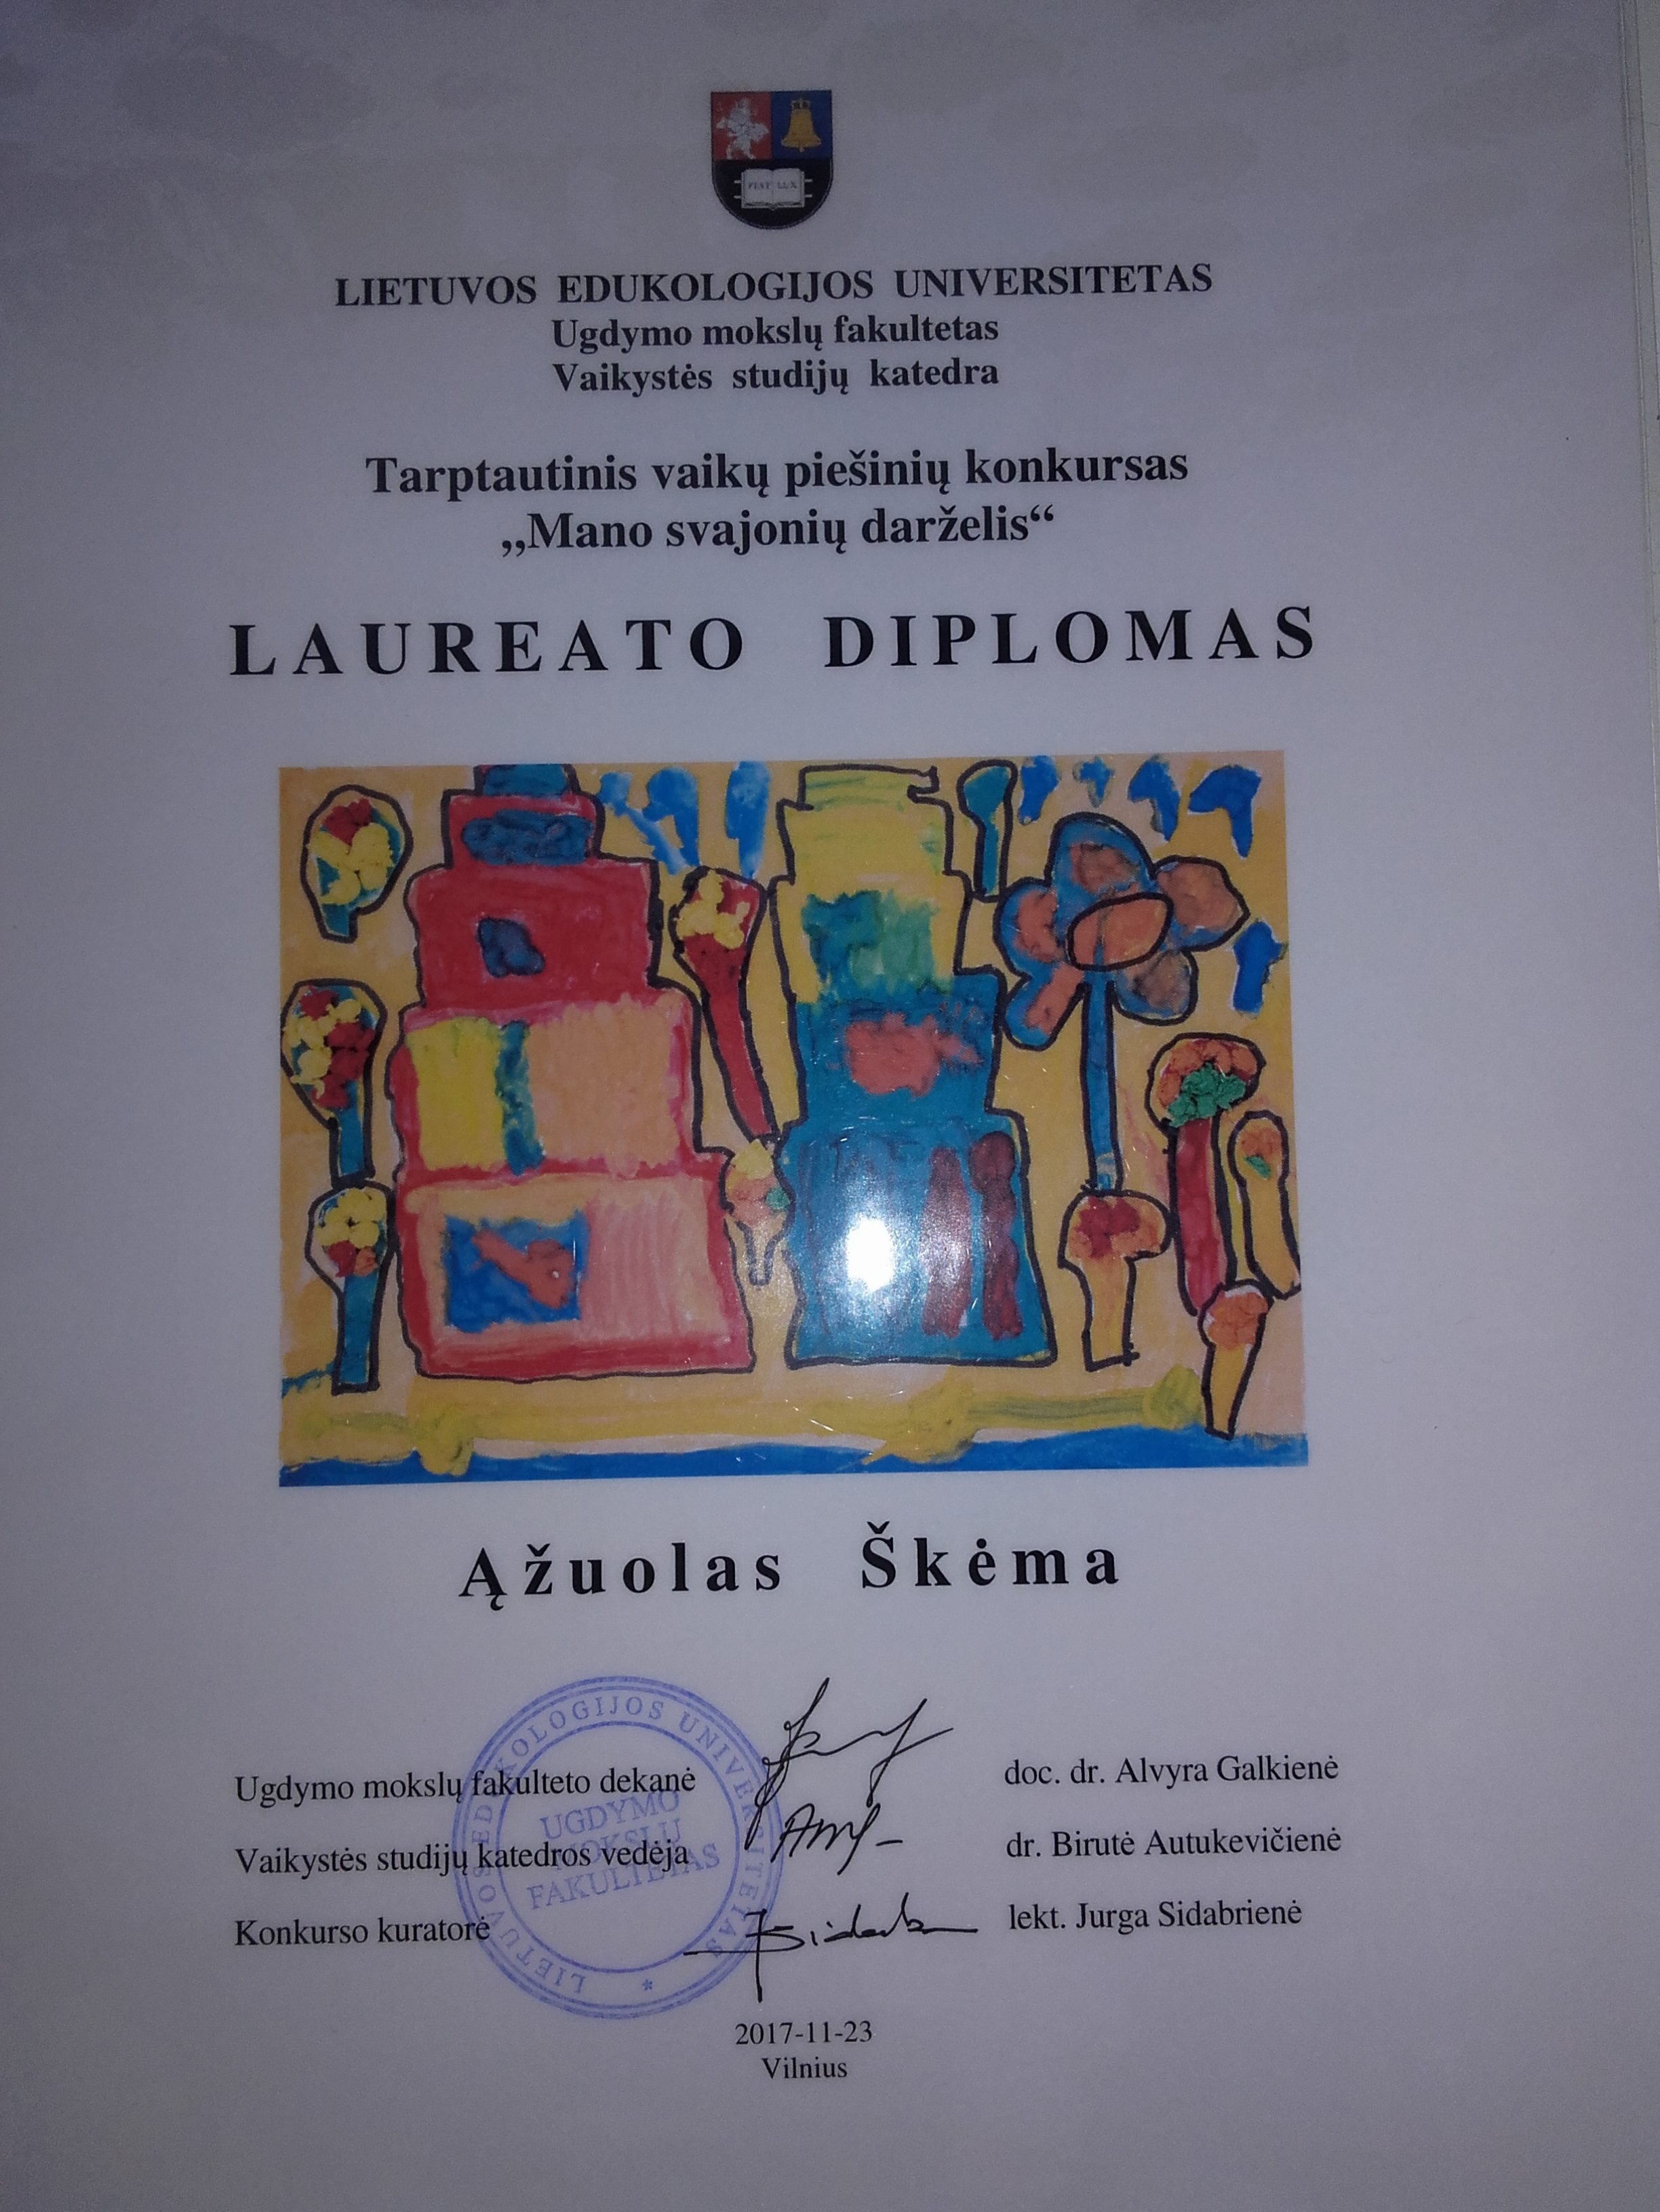 FIAT LUX
LIETUVOS EDUKOLOGIJOS UNIVERSITETAS
Ugdymo mokslų fakultetas
Vaikystės studijų katedra
Tarptautinis vaikų piešinių konkursas
„Mano svajonių darželis“
LAUREATO DIPLOMAS
Ąžuolas Škėma
Ugdymo mokslų fakulteto dekanė doc. dr. Alvyra Galkienė
Vaikystės studijų katedros vedėja dr. Birutė Autukevičienė
Konkurso kuratorė lekt. Jurga Sidabrienė
LIETUVOS EDUKOLOGIJOS UNIVERSITETAS *
UGDYMO
MOKSLŲ
FAKULTETAS
2017-11-23
Vilnius